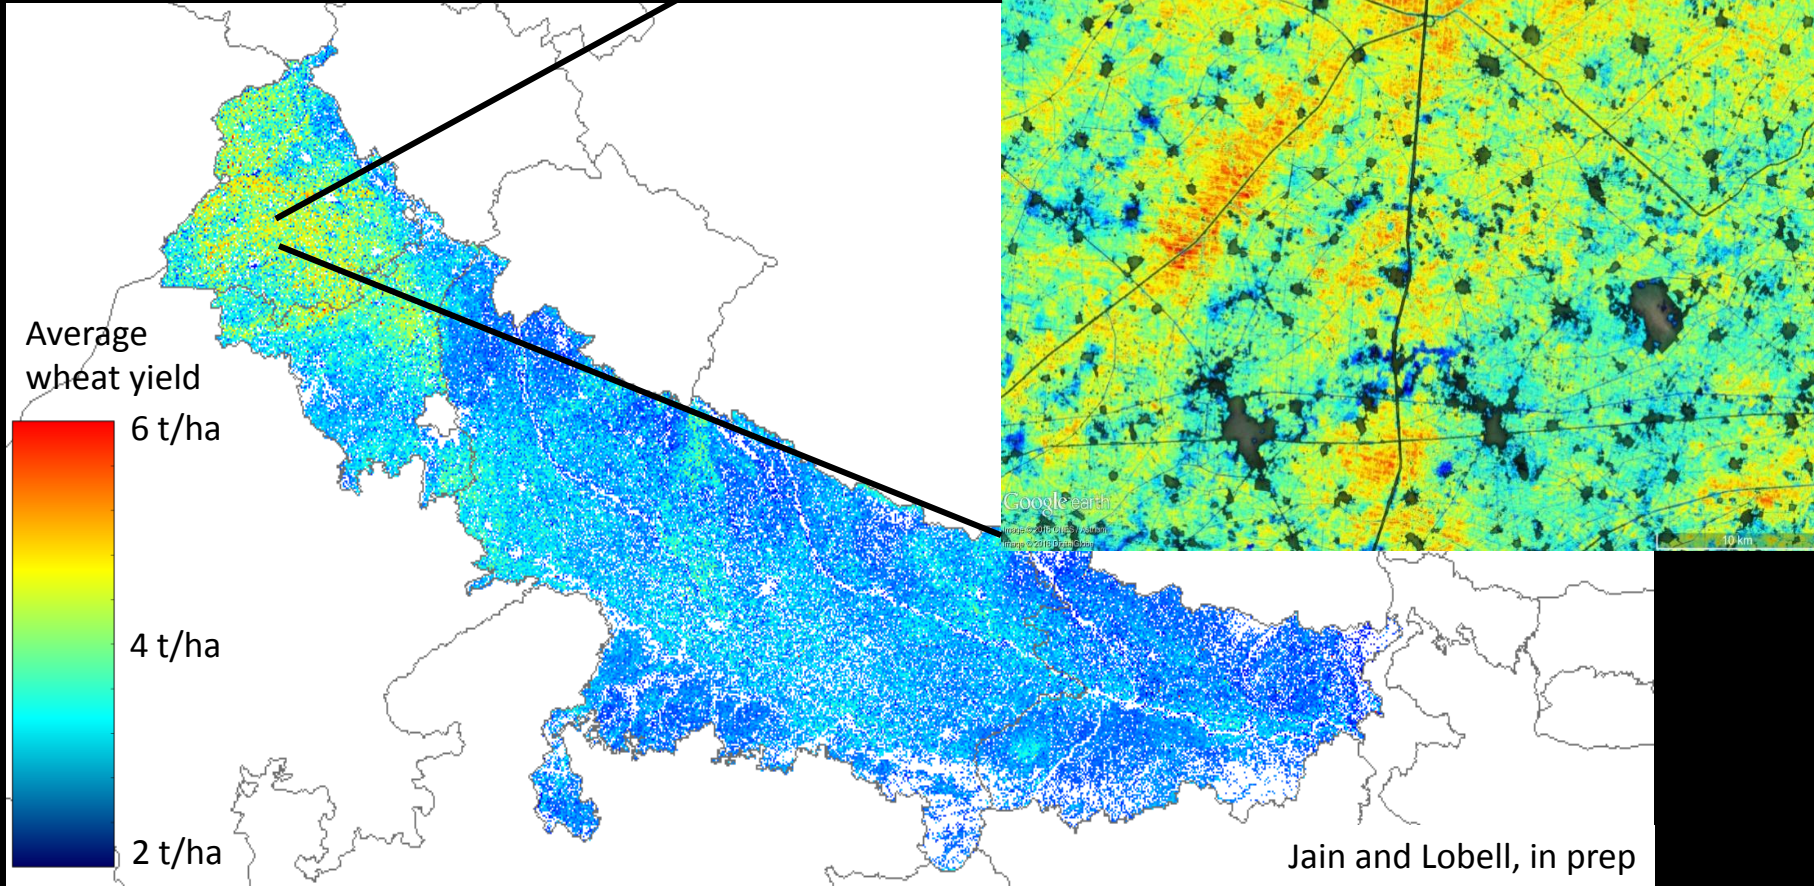 Average
wheat yield
6 t/ha
4 t/ha
2 t/ha
Google earth
10 km
Jain and Lobell, in prep